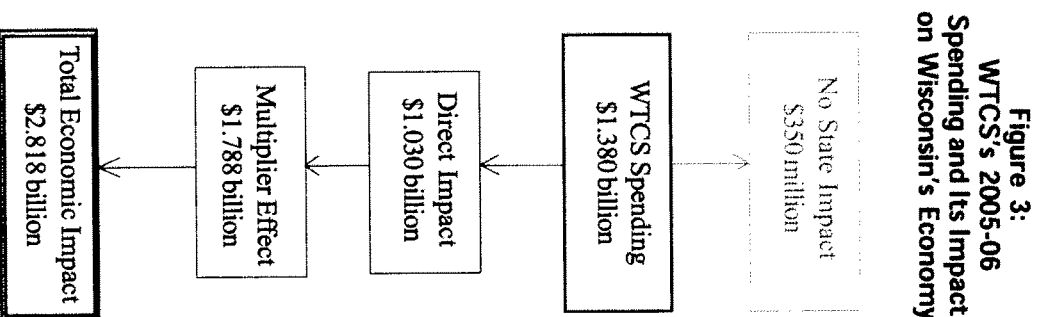 Figure 3:
WTCS's 2005-06
Spending and Its Impact
on Wisconsin's Economy
No State Impact
$350 million
WTCS Spending
$1.380 billion
Direct Impact
$1.030 billion
Multiplier Effect
$1.788 billion
Total Economic Impact
$2.818 billion